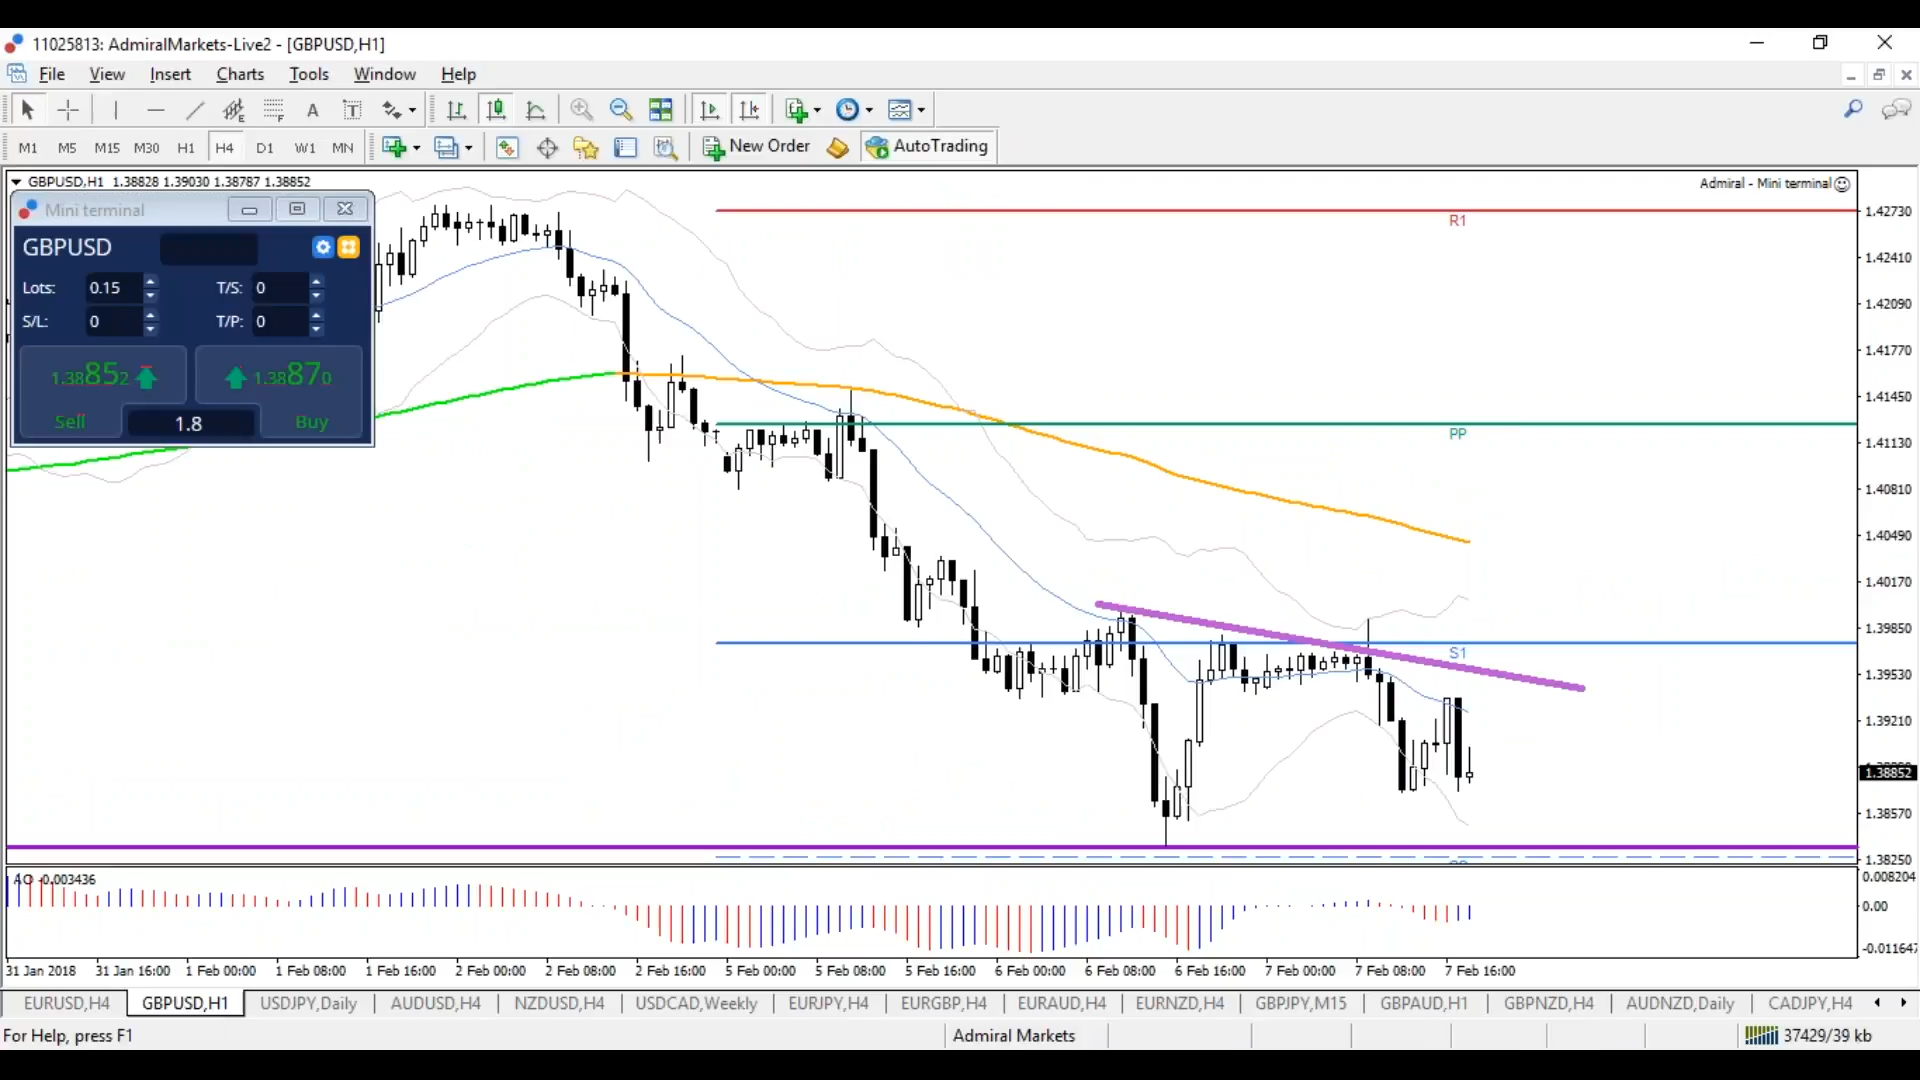 11025813: AdmiralMarkets-Live2 - [GBPUSD,H1]
File View Insert Charts Tools Window Help
M1 M5 M15 M30 H1 H4 D1 W1 MN New Order AutoTrading
GBPUSD,H1 1.38828 1.39030 1.38787 1.38852
Admiral - Mini terminal
Mini terminal
GBPUSD
Lots: 0.15 T/S: 0
S/L: 0 T/P: 0
1.38852 1.38870
Sell 1.8 Buy
R1
PP
S1
1.42730
1.42410
1.42090
1.41770
1.41450
1.41130
1.40810
1.40490
1.40170
1.39850
1.39530
1.39210
1.38852
1.38570
1.38250
AO -0.003436
0.008204
0.00
-0.011647
31 Jan 2018 31 Jan 16:00 1 Feb 00:00 1 Feb 08:00 1 Feb 16:00 2 Feb 00:00 2 Feb 08:00 2 Feb 16:00 5 Feb 00:00 5 Feb 08:00 5 Feb 16:00 6 Feb 00:00 6 Feb 08:00 6 Feb 16:00 7 Feb 00:00 7 Feb 08:00 7 Feb 16:00
EURUSD,H4 GBPUSD,H1 USDJPY,Daily AUDUSD,H4 NZDUSD,H4 USDCAD,Weekly EURJPY,H4 EURGBP,H4 EURAUD,H4 EURNZD,H4 GBPJPY,M15 GBPAUD,H1 GBPNZD,H4 AUDNZD,Daily CADJPY,H4
For Help, press F1
Admiral Markets
37429/39 kb